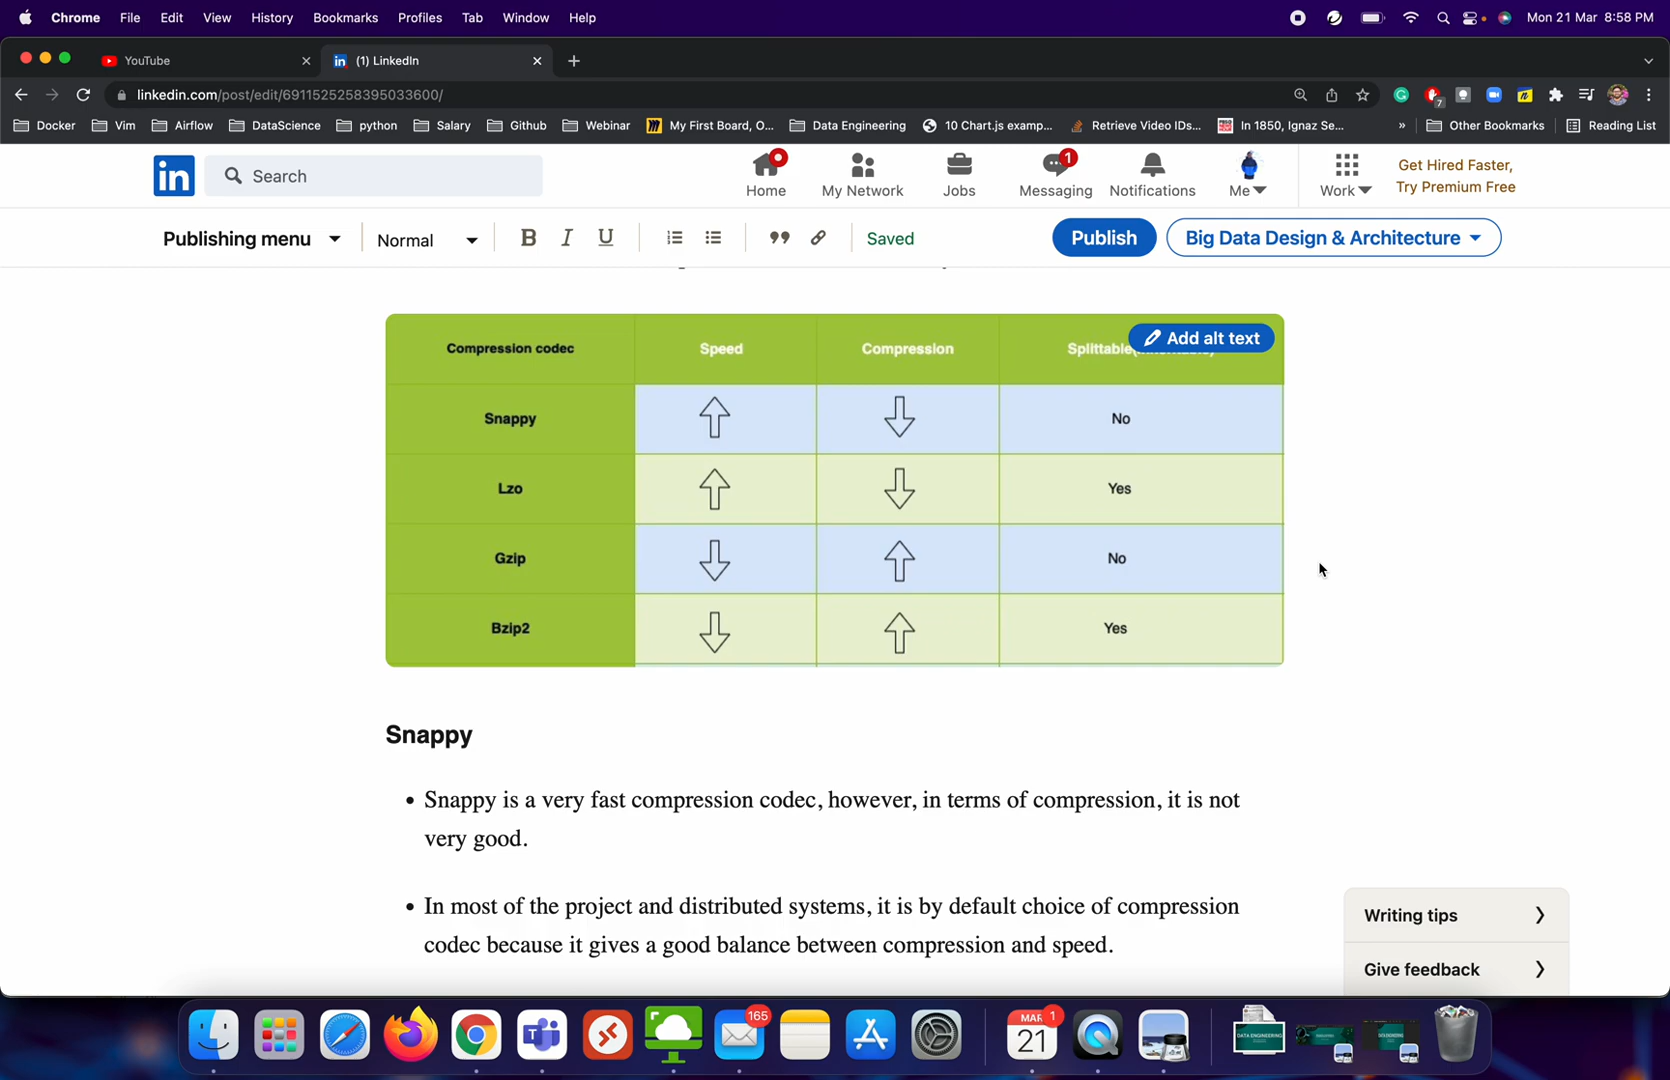 Chrome File Edit View History Bookmarks Profiles Tab Window Help Mon 21 Mar 8:58 PM
YouTube (1) LinkedIn
linkedin.com/post/edit/6911525258395033600/ 7
Docker Vim Airflow DataScience python Salary Github Webinar My First Board, O... Data Engineering 10 Chart.js examp... Retrieve Video IDs... In 1850, Ignaz Se... » Other Bookmarks Reading List
in Search Home My Network Jobs 1 Messaging Notifications Me Work Get Hired Faster,
Try Premium Free
Publishing menu Normal B I U Saved Publish Big Data Design & Architecture
Add alt text
Compression codec Speed Compression
Snappy No
Lzo Yes
Gzip No
Bzip2 Yes
Snappy
• Snappy is a very fast compression codec, however, in terms of compression, it is not
very good.
• In most of the project and distributed systems, it is by default choice of compression
codec because it gives a good balance between compression and speed.
Writing tips
Give feedback
165
MAR 1
21
DATA ENGINEERING